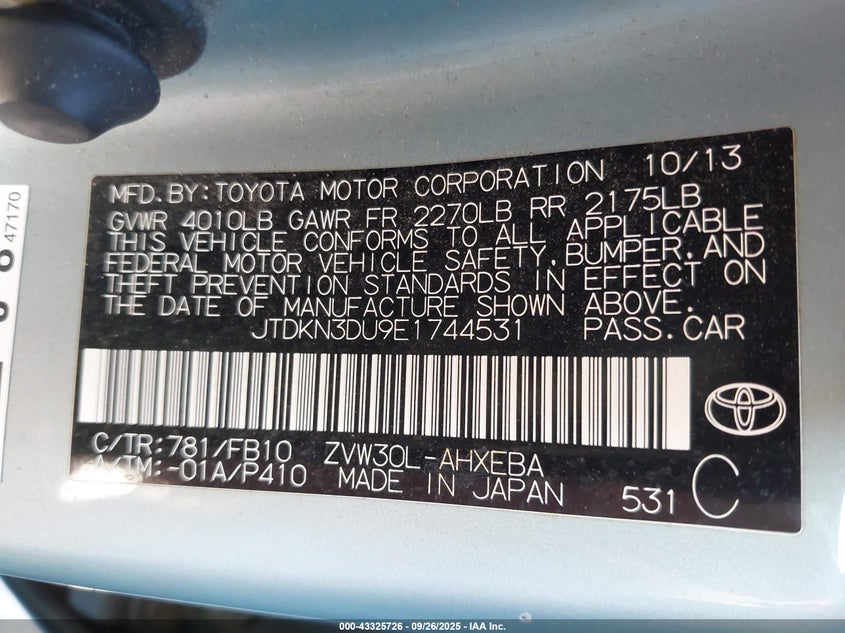 MFD. BY: TOYOTA MOTOR CORPORATION 10/13
GVWR 4010LB GAWR FR 2270LB RR 2175LB
THIS VEHICLE CONFORMS TO ALL APPLICABLE
FEDERAL MOTOR VEHICLE SAFETY, BUMPER, AND
THEFT PREVENTION STANDARDS IN EFFECT ON
THE DATE OF MANUFACTURE SHOWN ABOVE.
JTDKN3DU9E1744531 PASS. CAR
C/TR: 781/FB10 ZVW30L-AHXEBA
A/TM: -01A/P410 MADE IN JAPAN 531 C
47170
000-43325726 - 09/26/2025 - IAA Inc.